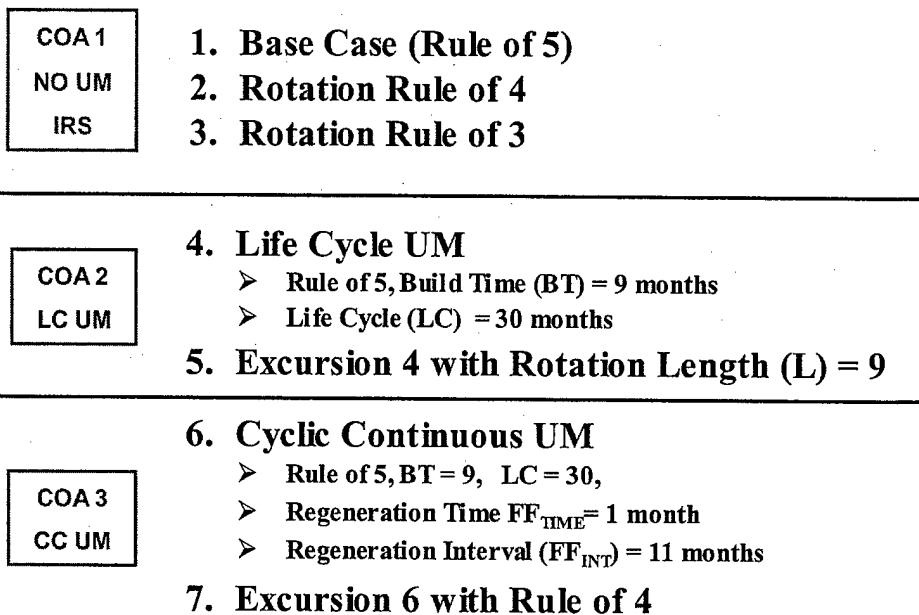 COA 1
NO UM
IRS
1. Base Case (Rule of 5)
2. Rotation Rule of 4
3. Rotation Rule of 3
COA 2
LC UM
4. Life Cycle UM
➢ Rule of 5, Build Time (BT) = 9 months
➢ Life Cycle (LC) = 30 months
5. Excursion 4 with Rotation Length (L) = 9
COA 3
CC UM
6. Cyclic Continuous UM
➢ Rule of 5, BT = 9, LC = 30,
➢ Regeneration Time FF_TIME= 1 month
➢ Regeneration Interval (FF_INT) = 11 months
7. Excursion 6 with Rule of 4